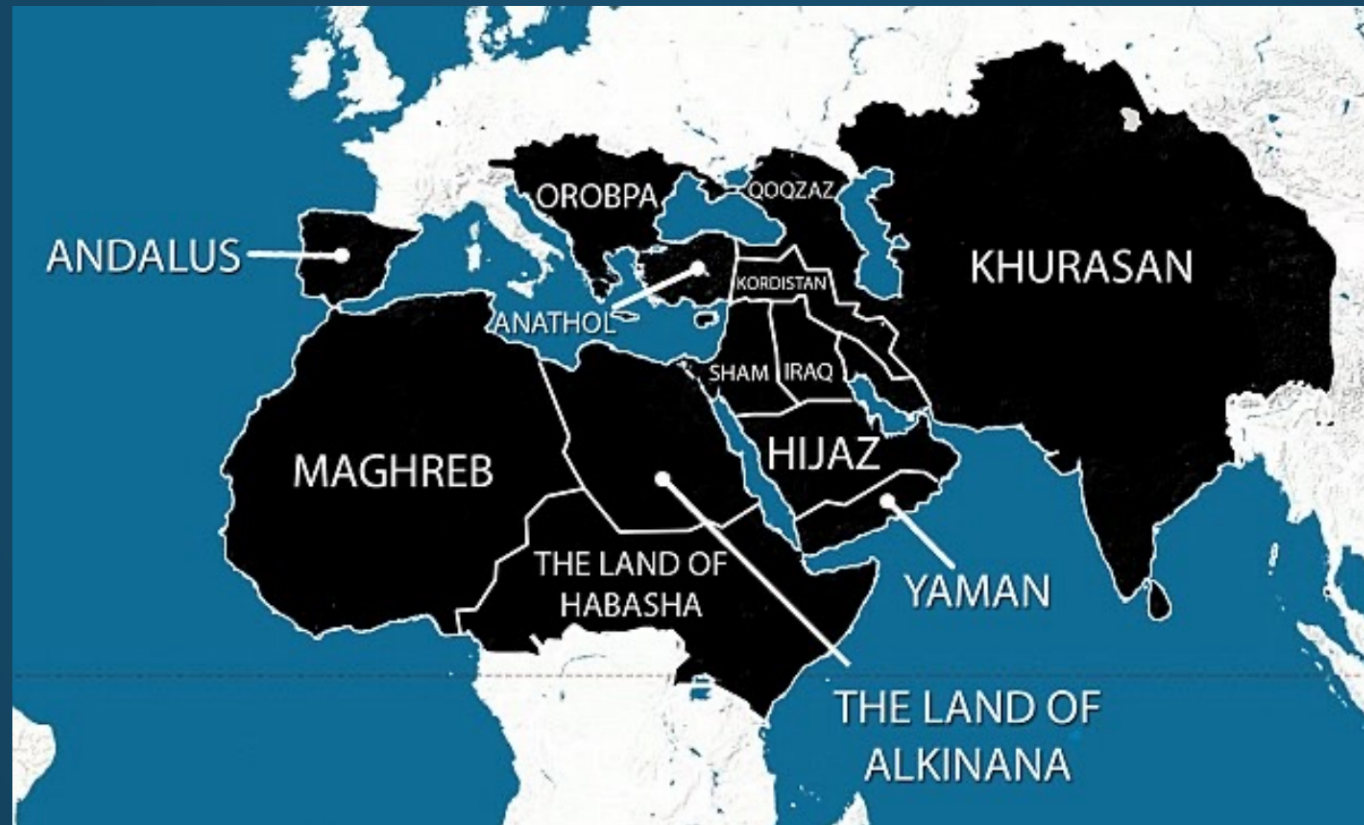 OROBPA
QOQZAZ
ANDALUS
KHURASAN
KORDISTAN
ANATHOL
SHAM
IRAQ
MAGHREB
HIJAZ
THE LAND OF
HABASHA
YAMAN
THE LAND OF
ALKINANA